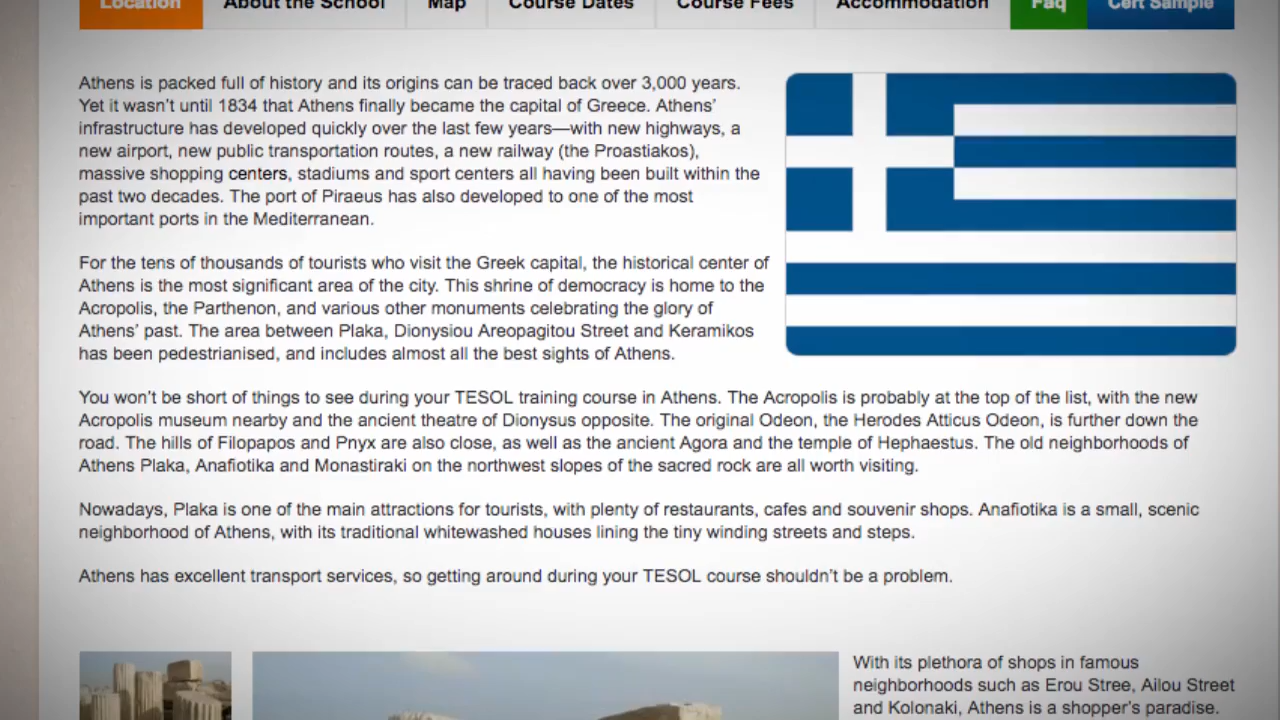 Location About the School Map Course Dates Course Fees Accommodation Faq Cert Sample
Athens is packed full of history and its origins can be traced back over 3,000 years.
Yet it wasn't until 1834 that Athens finally became the capital of Greece. Athens'
infrastructure has developed quickly over the last few years—with new highways, a
new airport, new public transportation routes, a new railway (the Proastiakos),
massive shopping centers, stadiums and sport centers all having been built within the
past two decades. The port of Piraeus has also developed to one of the most
important ports in the Mediterranean.
For the tens of thousands of tourists who visit the Greek capital, the historical center of
Athens is the most significant area of the city. This shrine of democracy is home to the
Acropolis, the Parthenon, and various other monuments celebrating the glory of
Athens' past. The area between Plaka, Dionysiou Areopagitou Street and Keramikos
has been pedestrianised, and includes almost all the best sights of Athens.
You won't be short of things to see during your TESOL training course in Athens. The Acropolis is probably at the top of the list, with the new
Acropolis museum nearby and the ancient theatre of Dionysus opposite. The original Odeon, the Herodes Atticus Odeon, is further down the
road. The hills of Filopapos and Pnyx are also close, as well as the ancient Agora and the temple of Hephaestus. The old neighborhoods of
Athens Plaka, Anafiotika and Monastiraki on the northwest slopes of the sacred rock are all worth visiting.
Nowadays, Plaka is one of the main attractions for tourists, with plenty of restaurants, cafes and souvenir shops. Anafiotika is a small, scenic
neighborhood of Athens, with its traditional whitewashed houses lining the tiny winding streets and steps.
Athens has excellent transport services, so getting around during your TESOL course shouldn't be a problem.
With its plethora of shops in famous
neighborhoods such as Erou Stree, Ailou Street
and Kolonaki, Athens is a shopper's paradise.